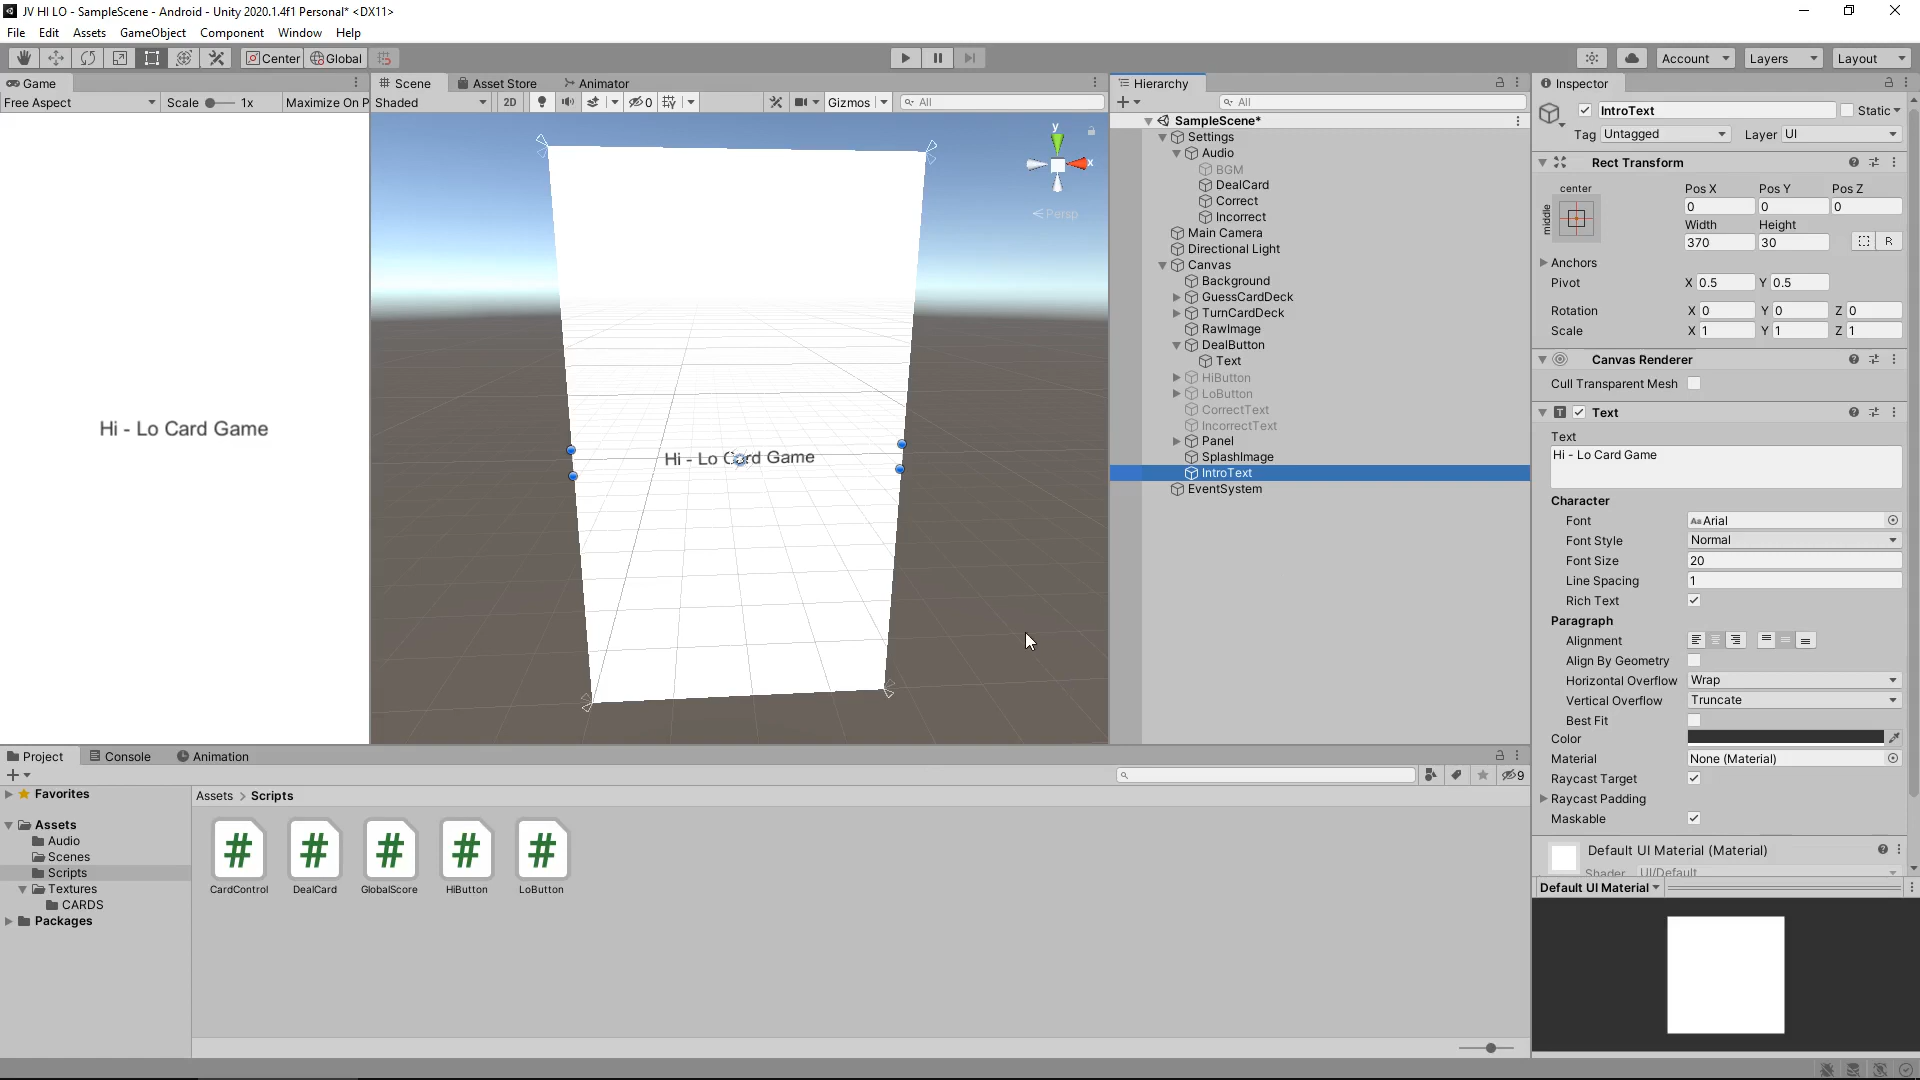 JV HI LO - SampleScene - Android - Unity 2020.1.4f1 Personal* <DX11>
File Edit Assets GameObject Component Window Help
Center Global Account Layers Layout
Game
Free Aspect Scale 1x Maximize On P
Scene Asset Store Animator
Shaded 2D 0 Gizmos All
y
x
Persp
Hi - Lo Card Game
Hi - Lo Card Game
Hierarchy
All
SampleScene*
Settings
Audio
BGM
DealCard
Correct
Incorrect
Main Camera
Directional Light
Canvas
Background
GuessCardDeck
TurnCardDeck
RawImage
DealButton
Text
HiButton
LoButton
CorrectText
IncorrectText
Panel
SplashImage
IntroText
EventSystem
Inspector
IntroText Static
Tag Untagged Layer UI
Rect Transform
center
middle
Pos X Pos Y Pos Z
0 0 0
Width Height
370 30 R
Anchors
Pivot X 0.5 Y 0.5
Rotation X 0 Y 0 Z 0
Scale X 1 Y 1 Z 1
Canvas Renderer
Cull Transparent Mesh
Text
Text
Hi - Lo Card Game
Character
Font Aa Arial
Font Style Normal
Font Size 20
Line Spacing 1
Rich Text
Paragraph
Alignment
Align By Geometry
Horizontal Overflow Wrap
Vertical Overflow Truncate
Best Fit
Color
Material None (Material)
Raycast Target
Raycast Padding
Maskable
Default UI Material (Material)
Shader UI/Default
Default UI Material
Project Console Animation
9
Favorites
Assets
Audio
Scenes
Scripts
Textures
CARDS
Packages
Assets > Scripts
CardControl DealCard GlobalScore HiButton LoButton